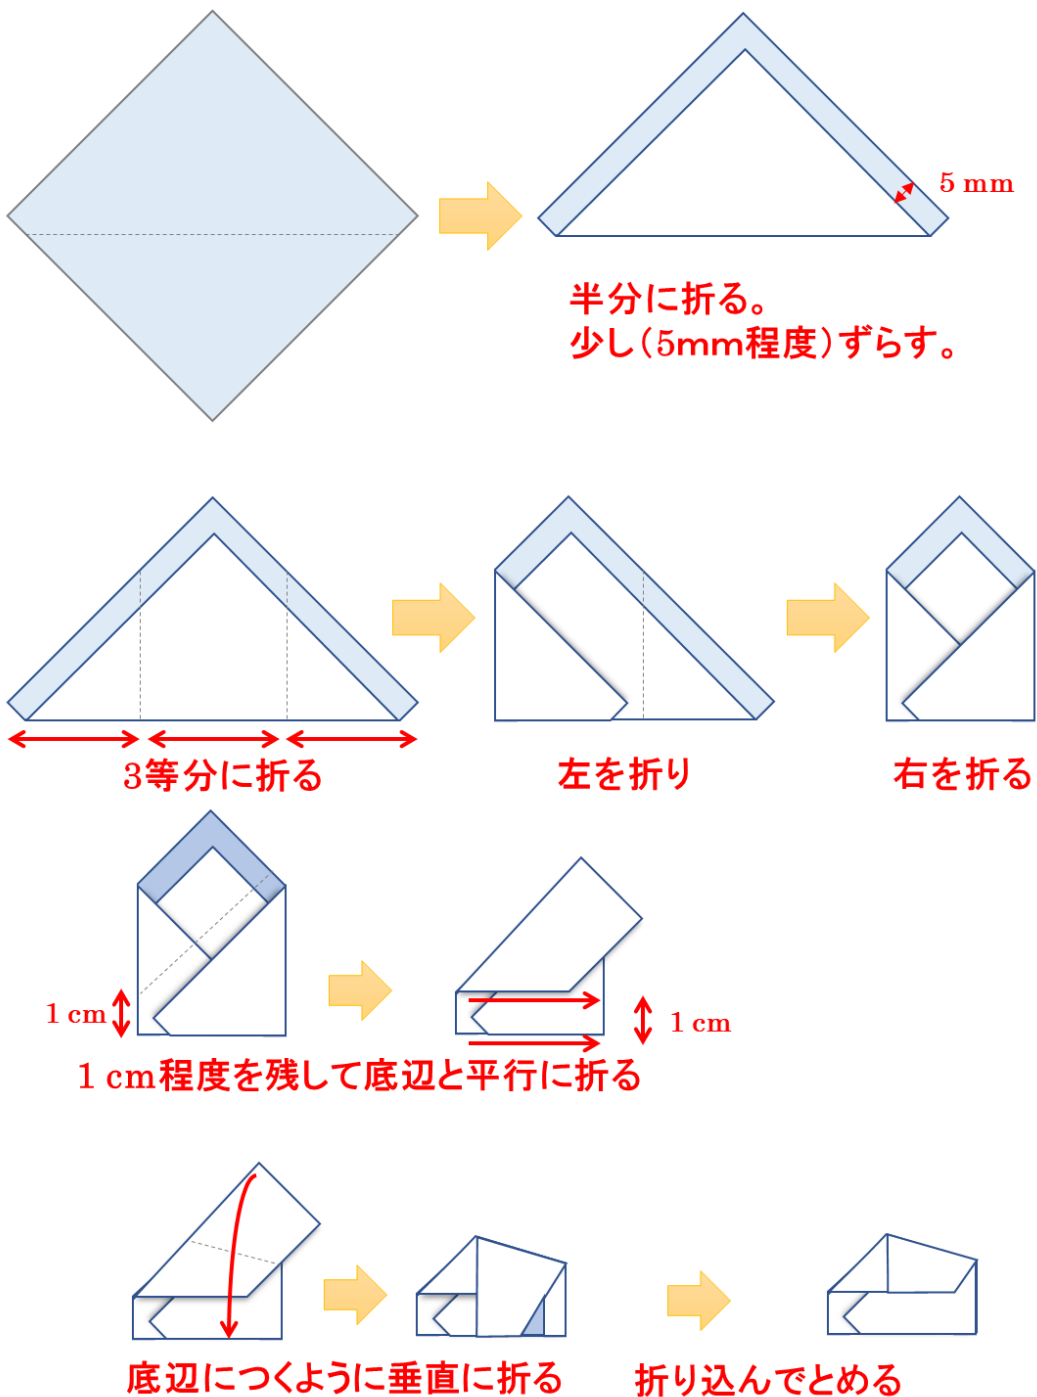 5 mm
半分に折る。
少し（5mm程度）ずらす。
3等分に折る
左を折り
右を折る
1 cm
1 cm
1 cm程度を残して底辺と平行に折る
底辺につくように垂直に折る
折り込んでとめる